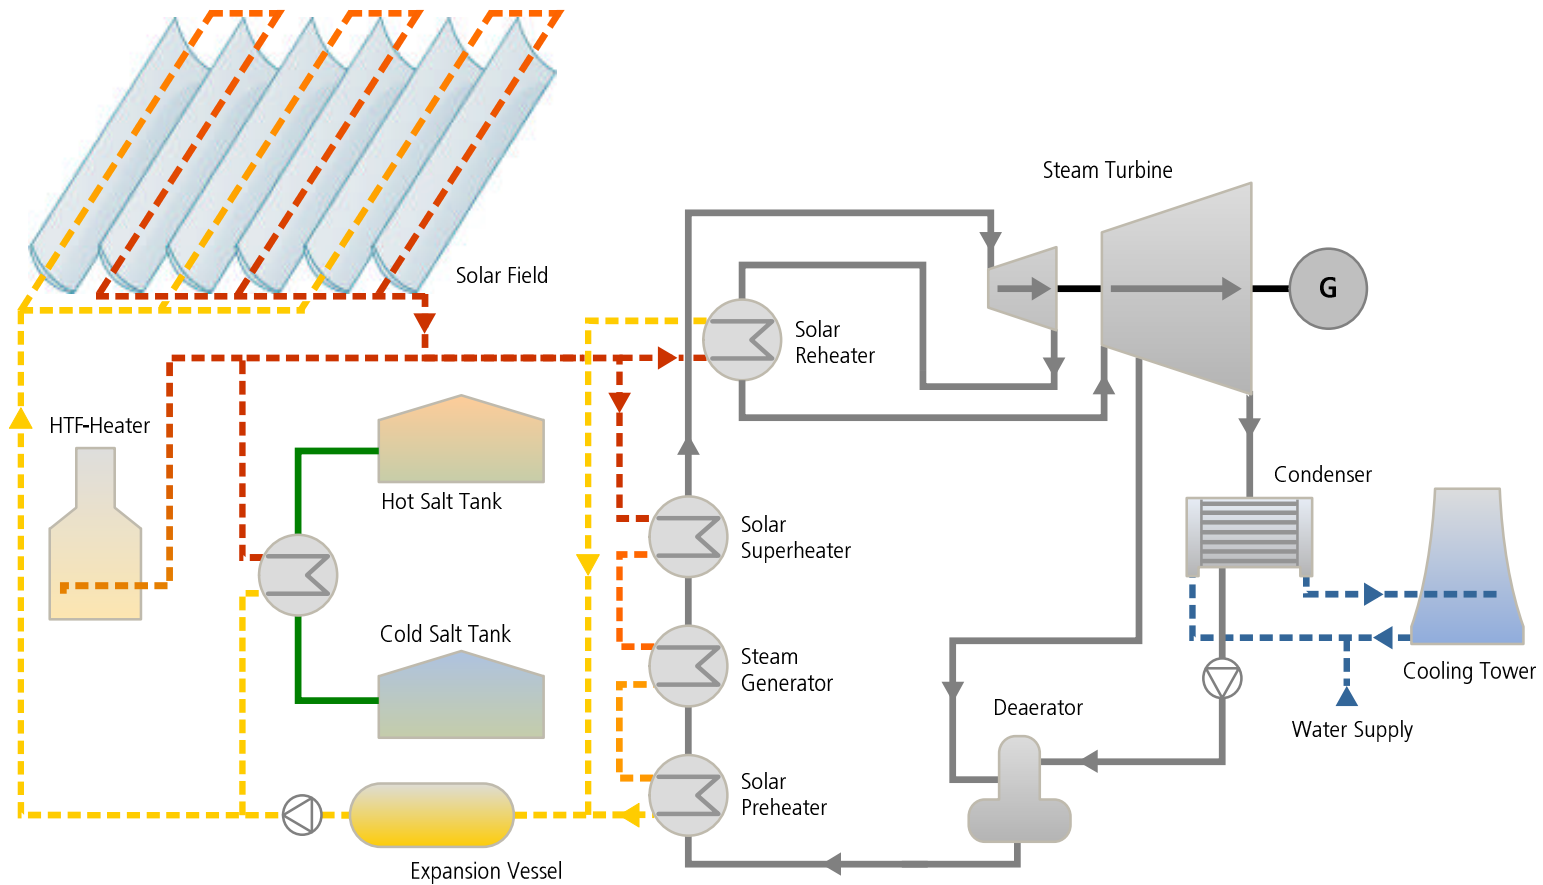 Steam Turbine
Solar Field
G
Solar
Reheater
HTF-Heater
Condenser
Hot Salt Tank
Solar
Superheater
Cold Salt Tank
Steam
Generator
Cooling Tower
Deaerator
Water Supply
Solar
Preheater
Expansion Vessel